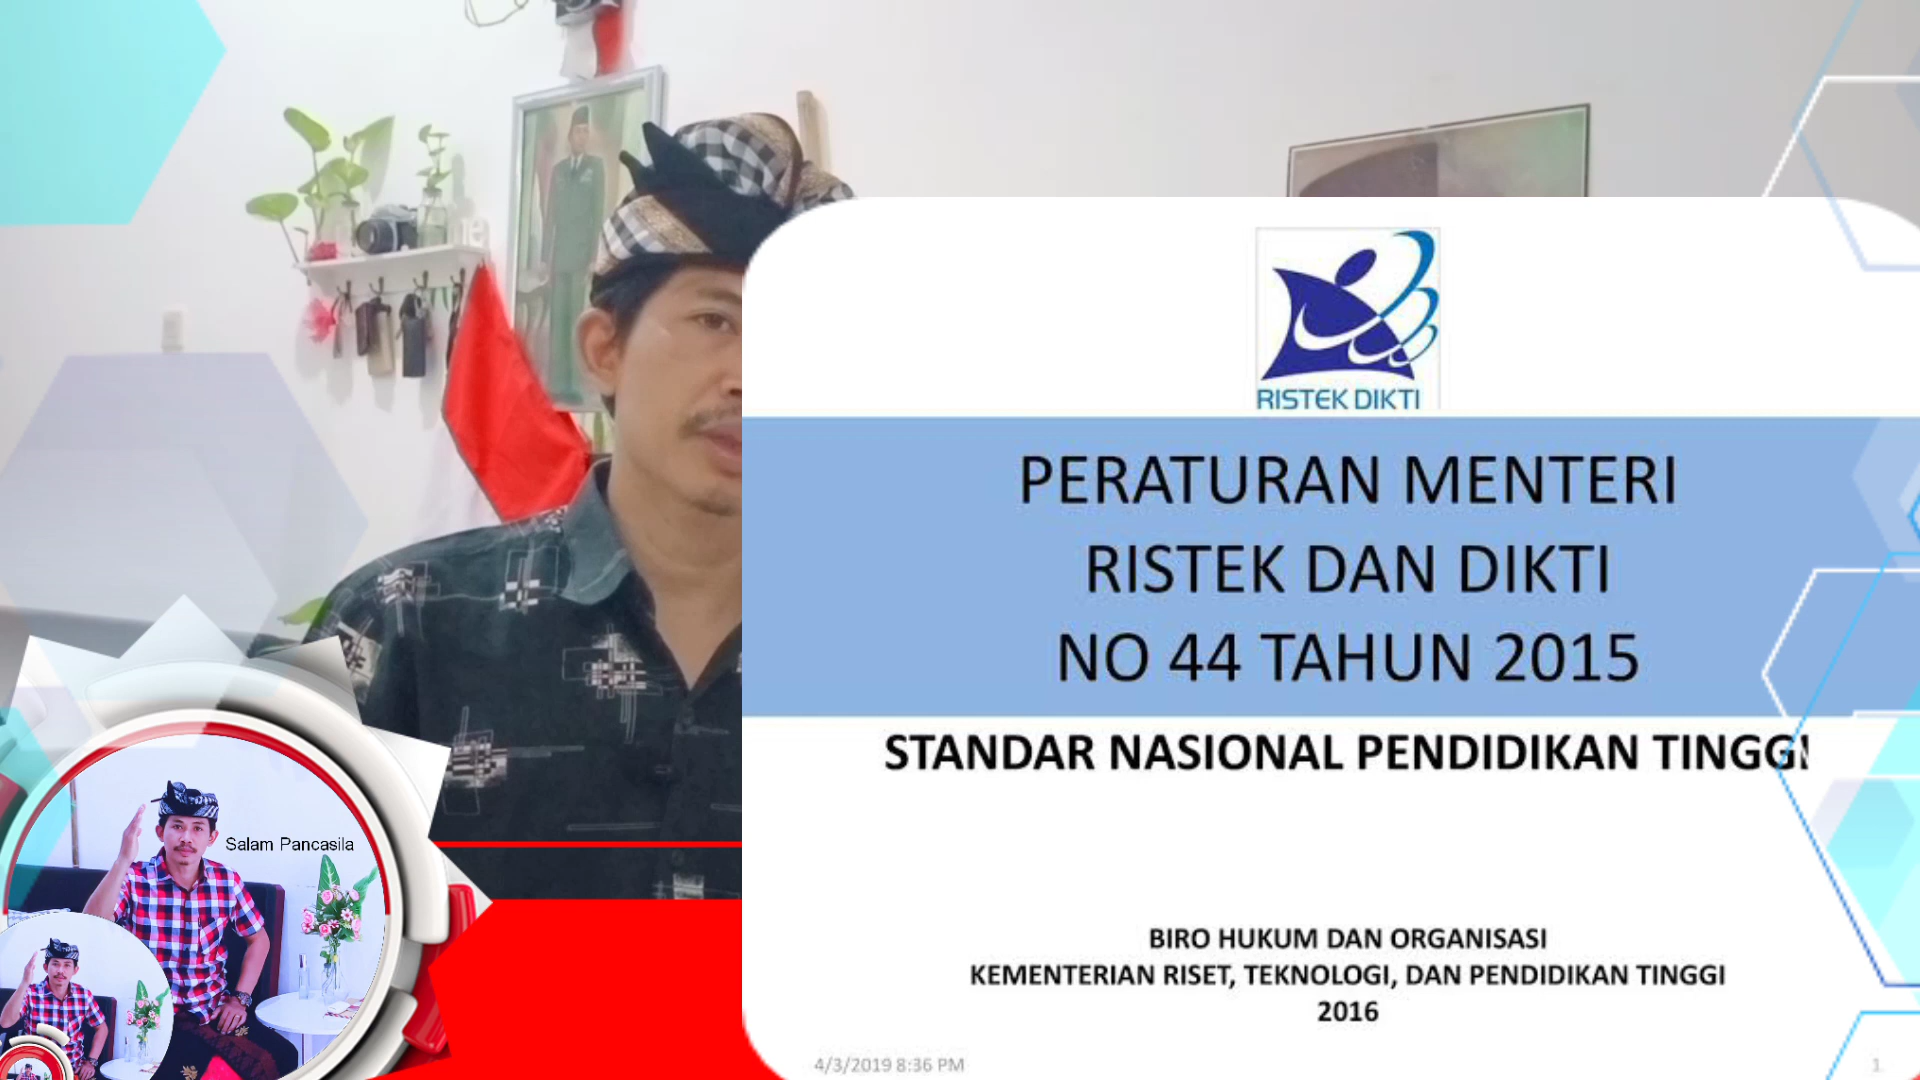 RISTEK DIKTI
PERATURAN MENTERI
RISTEK DAN DIKTI
NO 44 TAHUN 2015
STANDAR NASIONAL PENDIDIKAN TINGGI
Salam Pancasila
BIRO HUKUM DAN ORGANISASI
KEMENTERIAN RISET, TEKNOLOGI, DAN PENDIDIKAN TINGGI
2016
4/3/2019 8:36 PM
1